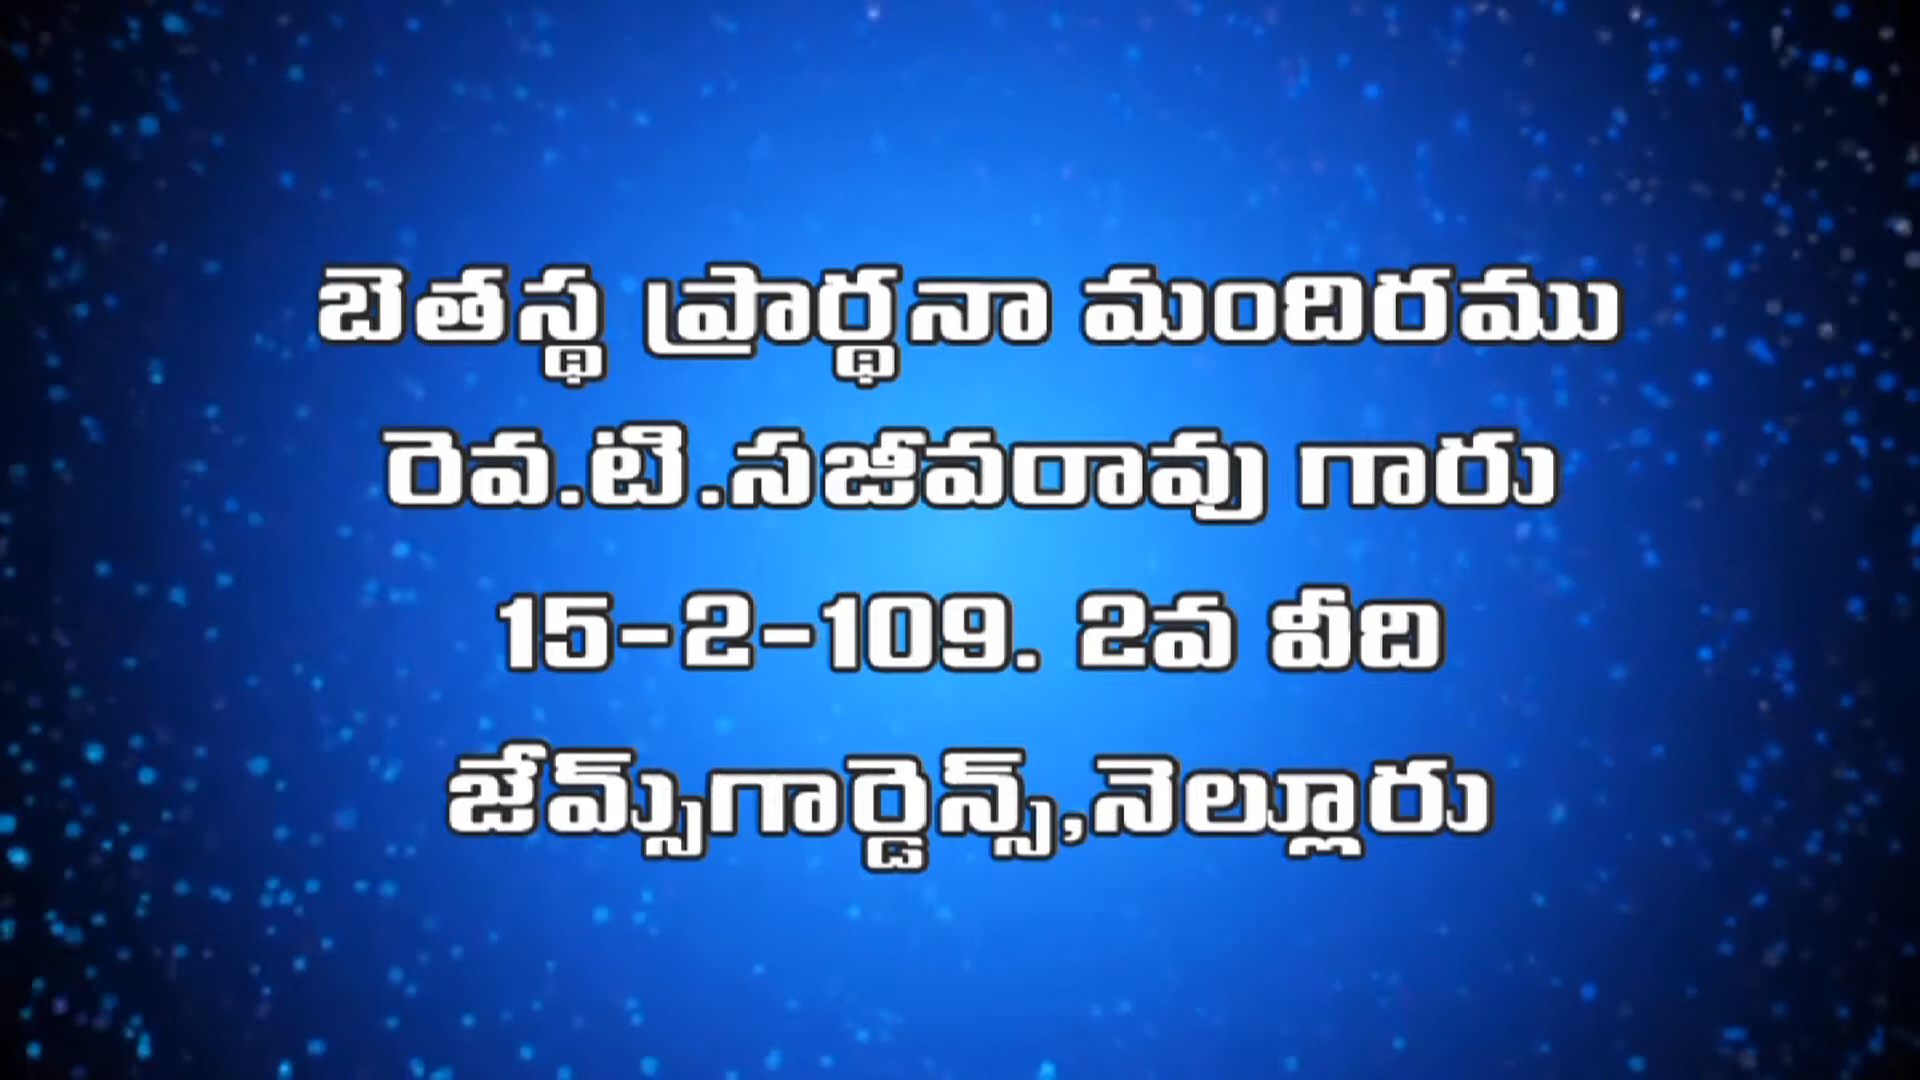 బెతస్థ ప్రార్థనా మందిరము
రెవ.టి.సజీవరావు గారు
15-2-109. 2వ వీది
జేమ్స్‌గార్డెన్స్,నెల్లూరు